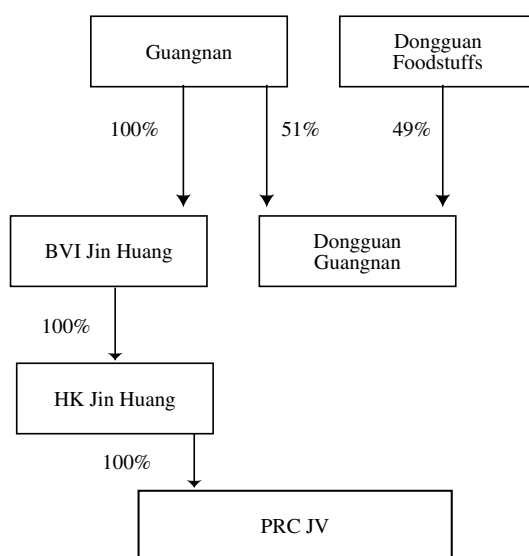 Guangnan
Dongguan
Foodstuffs
100%
51%
49%
BVI Jin Huang
Dongguan
Guangnan
100%
HK Jin Huang
100%
PRC JV